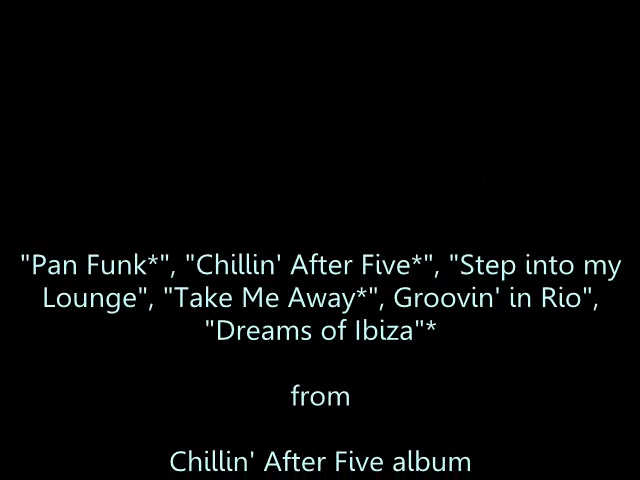 "Pan Funk*", "Chillin' After Five*", "Step into my
Lounge", "Take Me Away*", Groovin' in Rio",
"Dreams of Ibiza"*
from
Chillin' After Five album